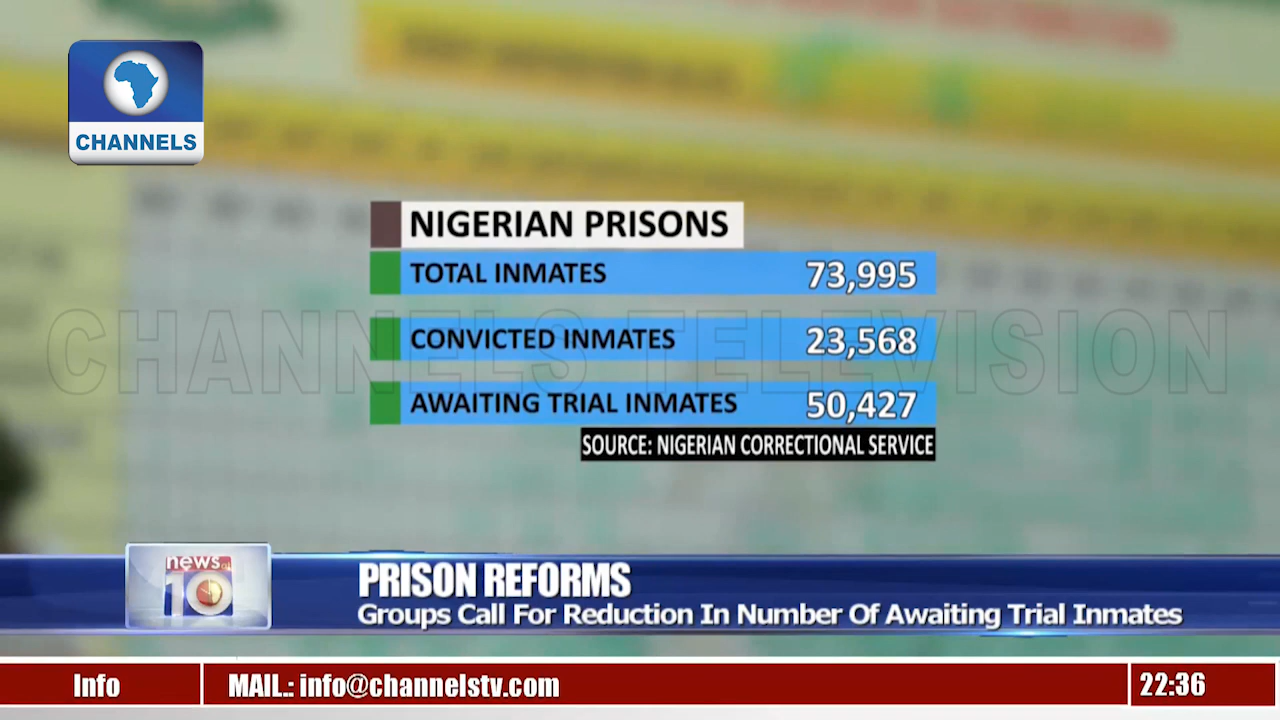 CHANNELS
NIGERIAN PRISONS
TOTAL INMATES 73,995
CONVICTED INMATES 23,568
CHANNELS TELEVISION
AWAITING TRIAL INMATES 50,427
SOURCE: NIGERIAN CORRECTIONAL SERVICE
news at
10
PRISON REFORMS
Groups Call For Reduction In Number Of Awaiting Trial Inmates
Info MAIL.: info@channelstv.com 22:36